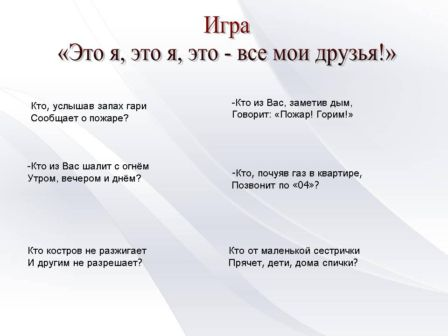 Игра
«Это я, это я, это - все мои друзья!»
Кто, услышав запах гари
Сообщает о пожаре?
-Кто из Вас, заметив дым,
Говорит: «Пожар! Горим!»
-Кто из Вас шалит с огнём
Утром, вечером и днём?
-Кто, почуяв газ в квартире,
Позвонит по «04»?
Кто костров не разжигает
И другим не разрешает?
Кто от маленькой сестрички
Прячет, дети, дома спички?